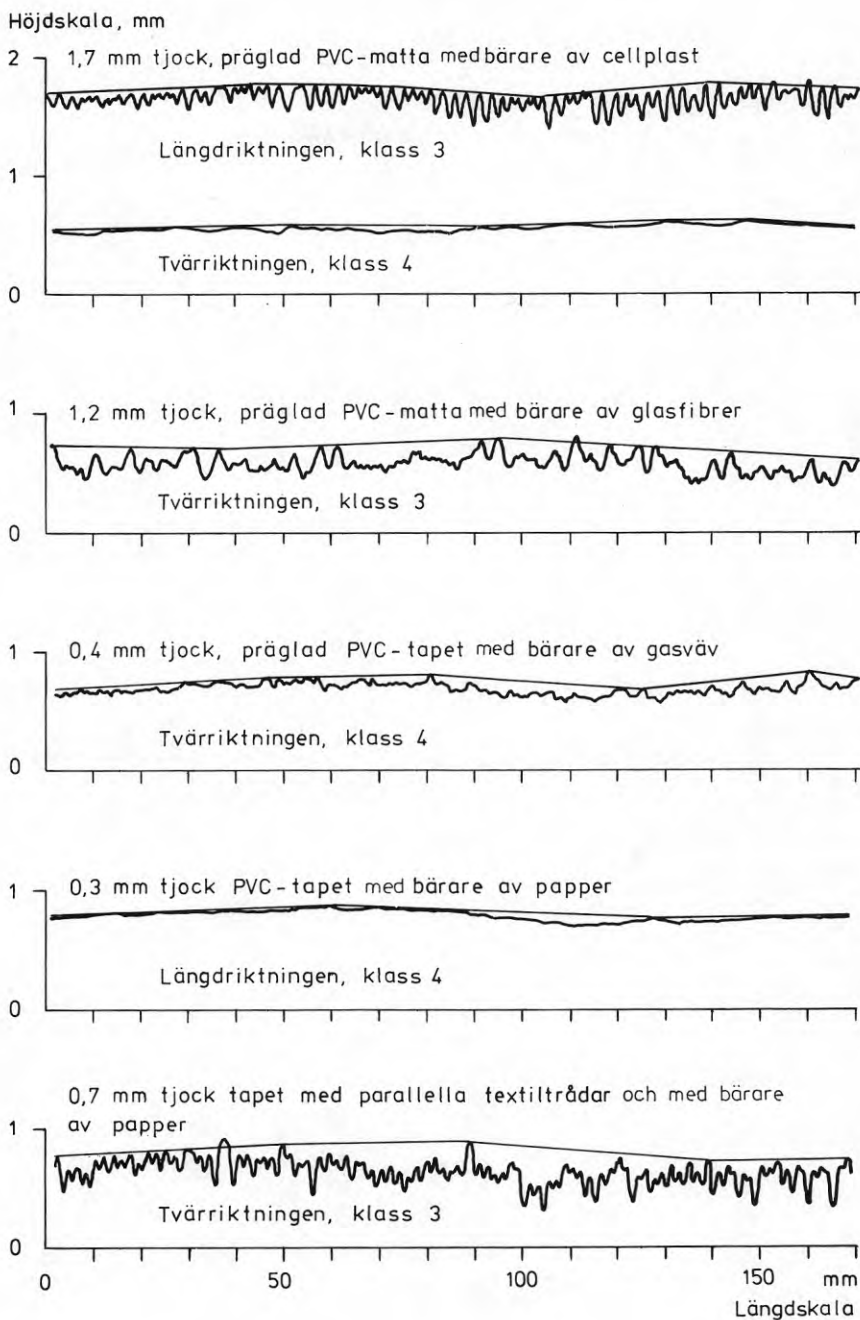 Höjdskala, mm
2
1,7 mm tjock, präglad PVC-matta med bärare av cellplast
Längdriktningen, klass 3
1
Tvärriktningen, klass 4
0
1
1,2 mm tjock, präglad PVC-matta med bärare av glasfibrer
Tvärriktningen, klass 3
0
1
0,4 mm tjock, präglad PVC-tapet med bärare av gasväv
Tvärriktningen, klass 4
0
1
0,3 mm tjock PVC-tapet med bärare av papper
Längdriktningen, klass 4
0
0,7 mm tjock tapet med parallella textiltrådar och med bärare
av papper
1
Tvärriktningen, klass 3
0
0 50 100 150 mm
Längdskala